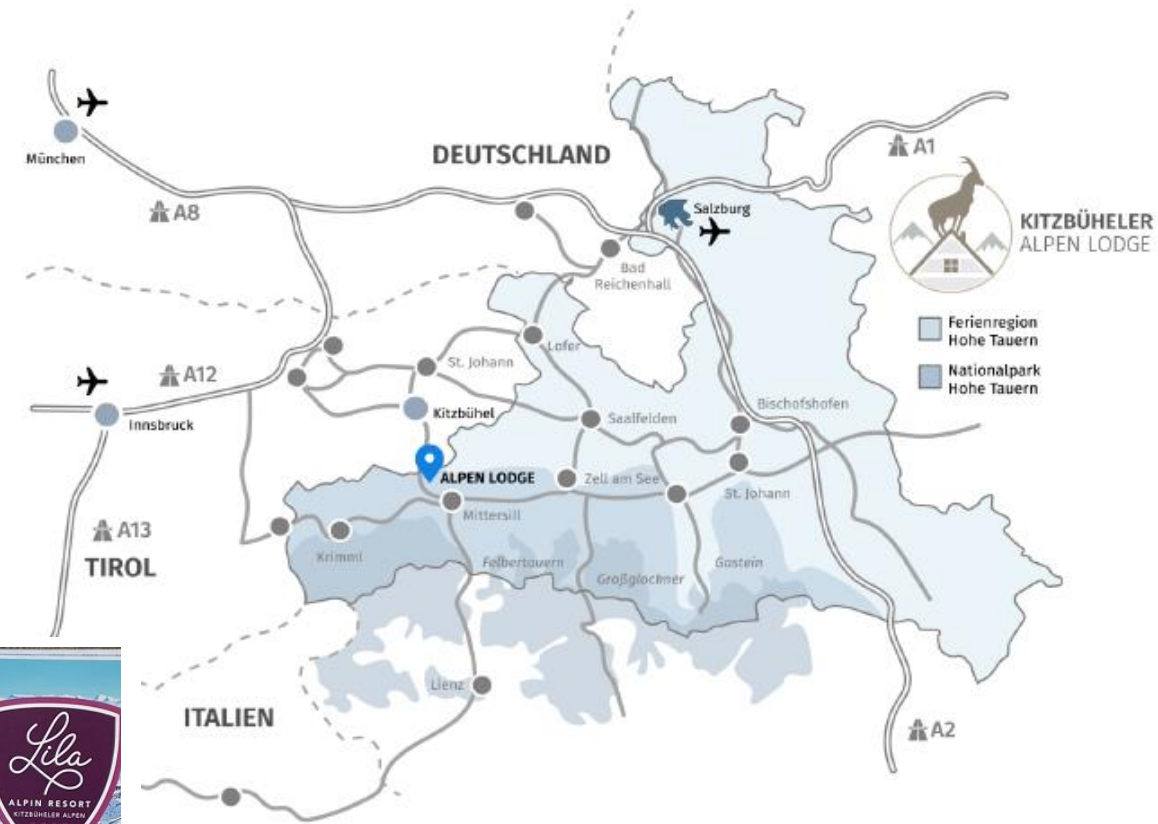 München
DEUTSCHLAND
A1
A8
Salzburg
KITZBÜHELER
ALPEN LODGE
Bad
Reichenhall
Ferienregion
Hohe Tauern
Lofer
St. Johann
Nationalpark
Hohe Tauern
A12
Bischofshofen
Kitzbühel
Saalfelden
Innsbruck
ALPEN LODGE
Zell am See
St. Johann
Mittersill
A13
Krimml
Felbertauern
Gastein
TIROL
Großglockner
Lienz
ITALIEN
A2
Lila
ALPIN RESORT
KITZBÜHELER ALPEN